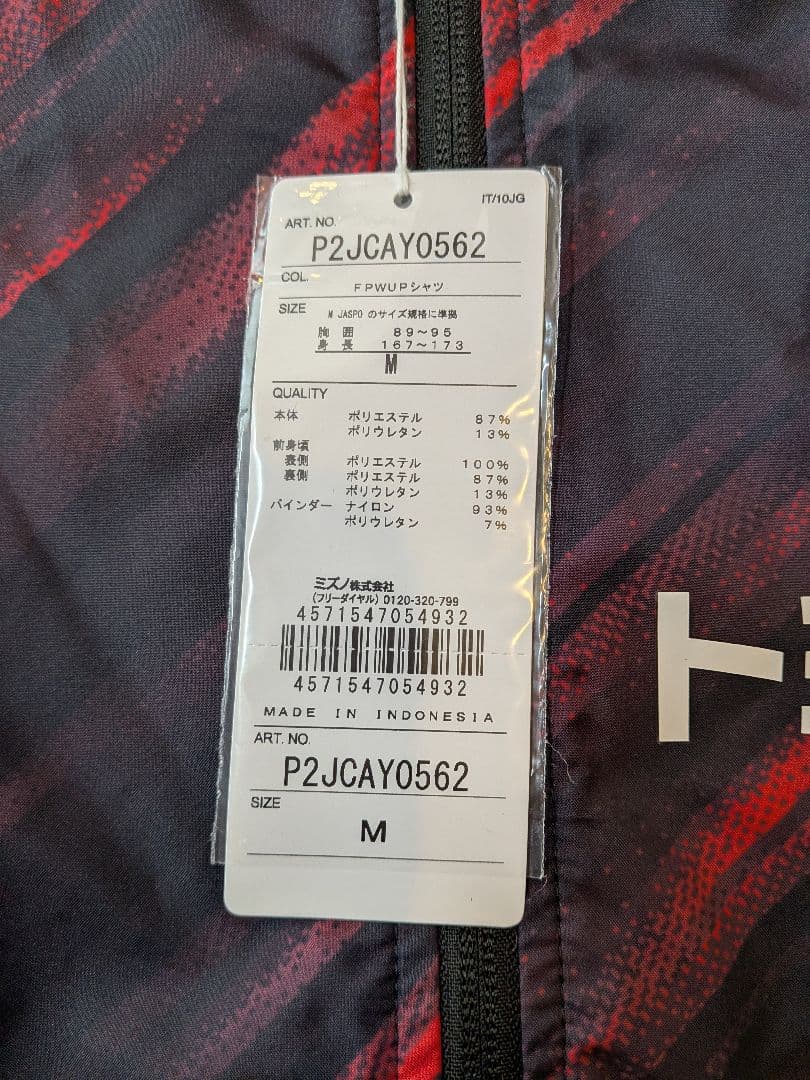 IT/10JG
ART. NO.
P2JCAY0562
COL.
FPWUPシャツ
SIZE
M JASPO のサイズ規格に準拠
胸囲 89～95
身長 167～173
M
QUALITY
本体 ポリエステル 87%
ポリウレタン 13%
前身頃
裏側 ポリエステル 100%
裏側 ポリエステル 87%
ポリウレタン 13%
バインダー ナイロン 93%
ポリウレタン 7%
ミズノ株式会社
(フリーダイヤル) 0120-320-799
4571547054932
4571547054932
MADE IN INDONESIA
ART. NO.
P2JCAY0562
SIZE
M